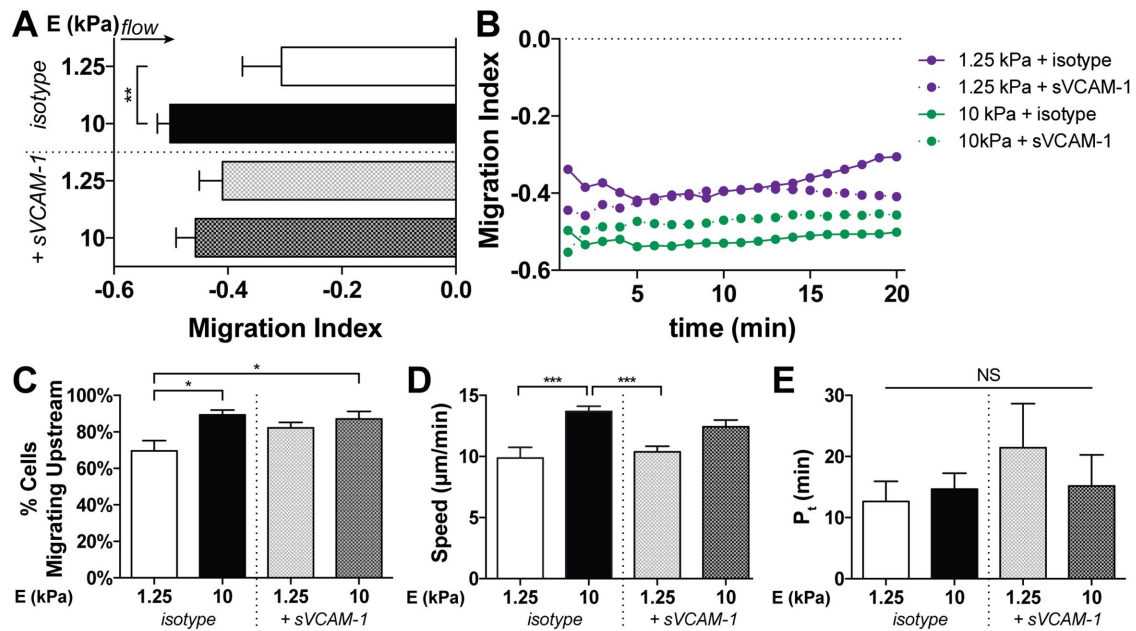 A E (kPa) flow
isotype
1.25
10
**
+ sVCAM-1
1.25
10
-0.6 -0.4 -0.2 0.0
Migration Index
B
Migration Index
0.0
-0.2
-0.4
-0.6
5 10 15 20
time (min)
1.25 kPa + isotype
1.25 kPa + sVCAM-1
10 kPa + isotype
10kPa + sVCAM-1
C
% Cells
Migrating Upstream
100%
80%
60%
40%
20%
0%
*
*
E (kPa) 1.25 10 1.25 10
isotype + sVCAM-1
D
Speed (μm/min)
15
10
5
0
*** ***
E (kPa) 1.25 10 1.25 10
isotype + sVCAM-1
E
Pt (min)
30
20
10
0
NS
E (kPa) 1.25 10 1.25 10
isotype + sVCAM-1